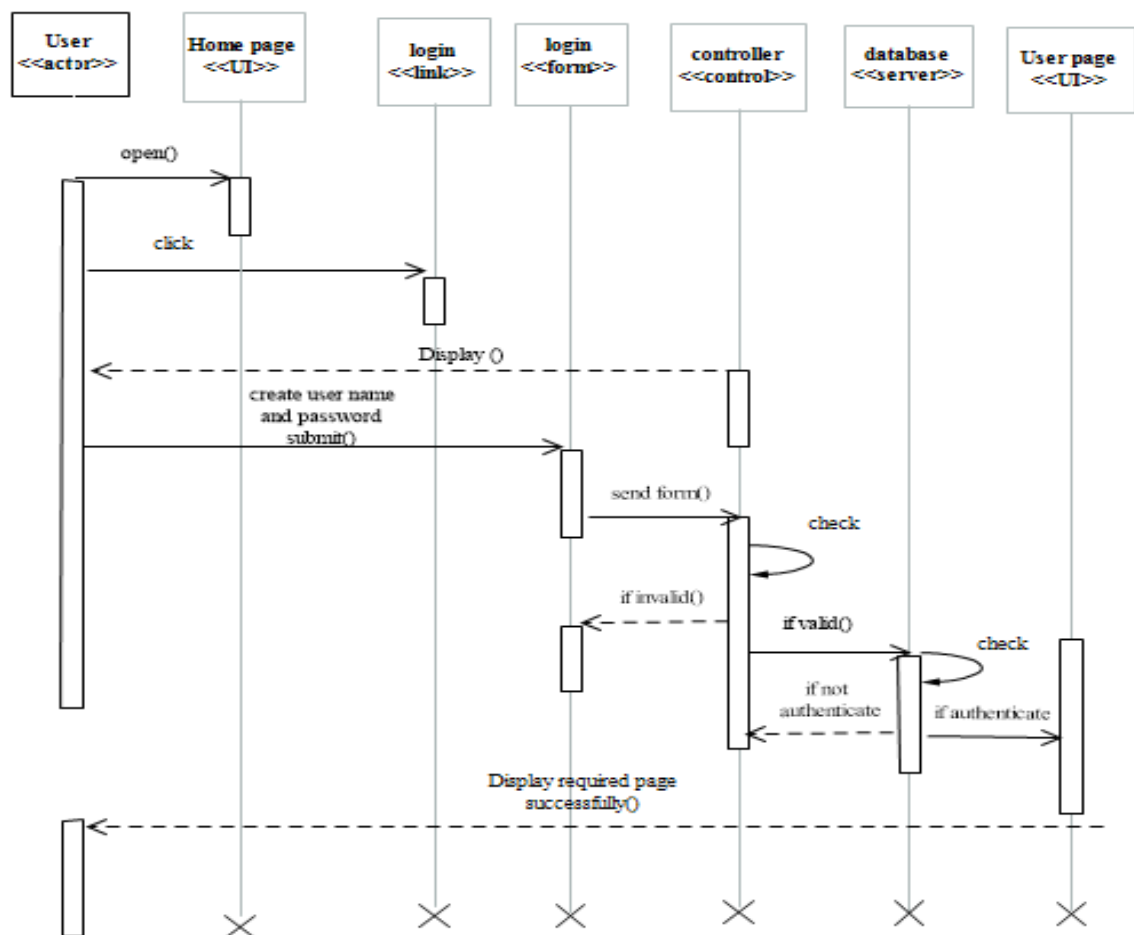 User
<<actor>>
Home page
<<UI>>
login
<<link>>
login
<<form>>
controller
<<control>>
database
<<server>>
User page
<<UI>>
open()
click
Display ()
create user name
and password
submit()
send form()
check
if invalid()
if valid()
check
if not
authenticate
if authenticate
Display required page
successfully()